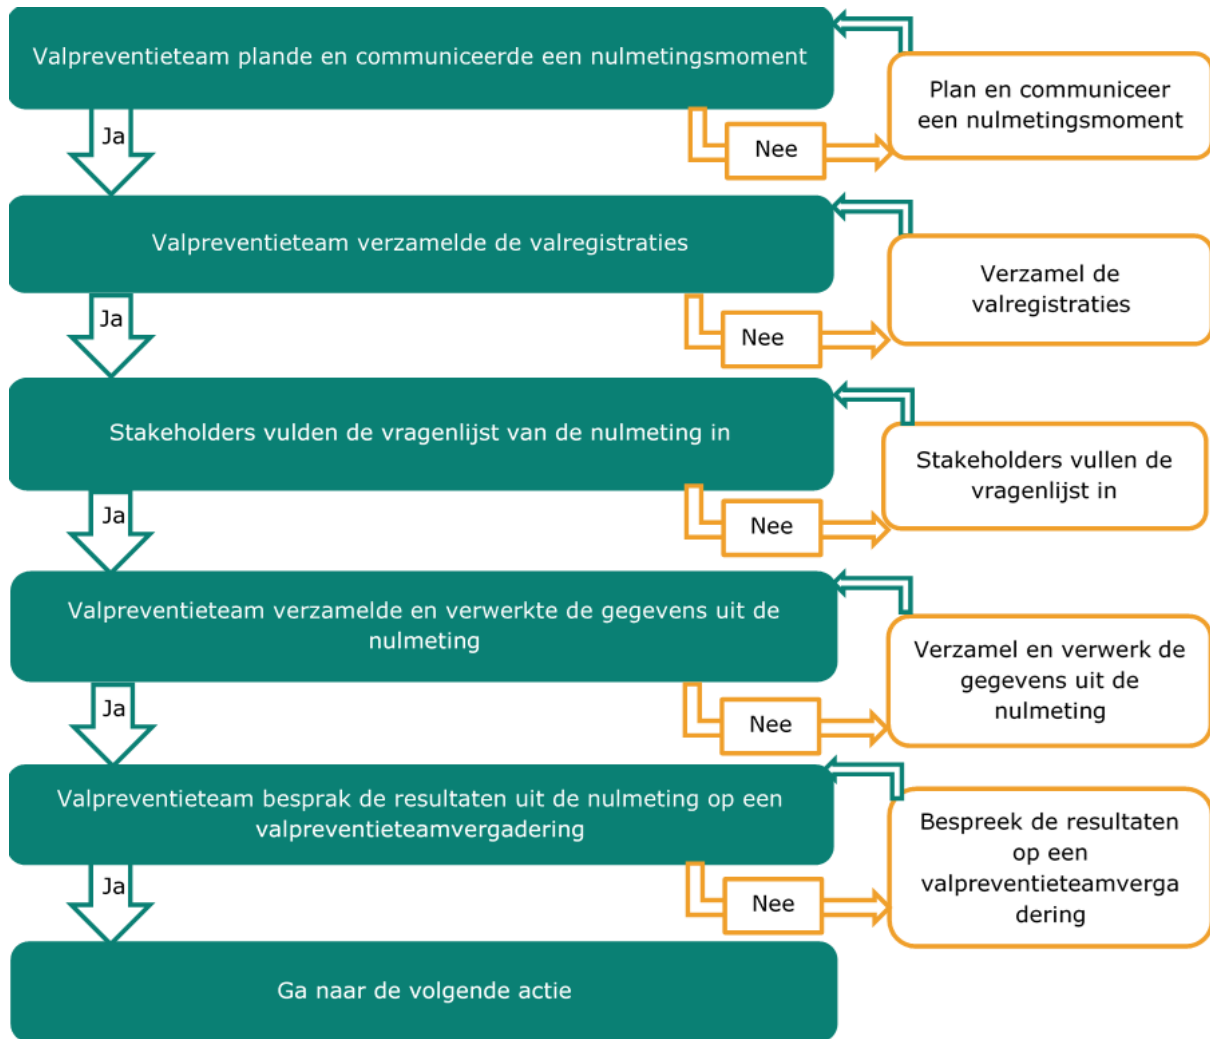 Valpreventieteam plande en communiceerde een nulmetingsmoment
Plan en communiceer
een nulmetingsmoment
Ja
Nee
Valpreventieteam verzamelde de valregistraties
Verzamel de
valregistraties
Ja
Nee
Stakeholders vulden de vragenlijst van de nulmeting in
Stakeholders vullen de
vragenlijst in
Ja
Nee
Valpreventieteam verzamelde en verwerkte de gegevens uit de
nulmeting
Verzamel en verwerk de
gegevens uit de
nulmeting
Ja
Nee
Valpreventieteam besprak de resultaten uit de nulmeting op een
valpreventieteamvergadering
Bespreek de resultaten
op een
valpreventieteamverga
dering
Ja
Nee
Ga naar de volgende actie